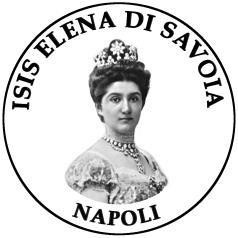 ISIS ELENA DI SAVOIA
NAPOLI